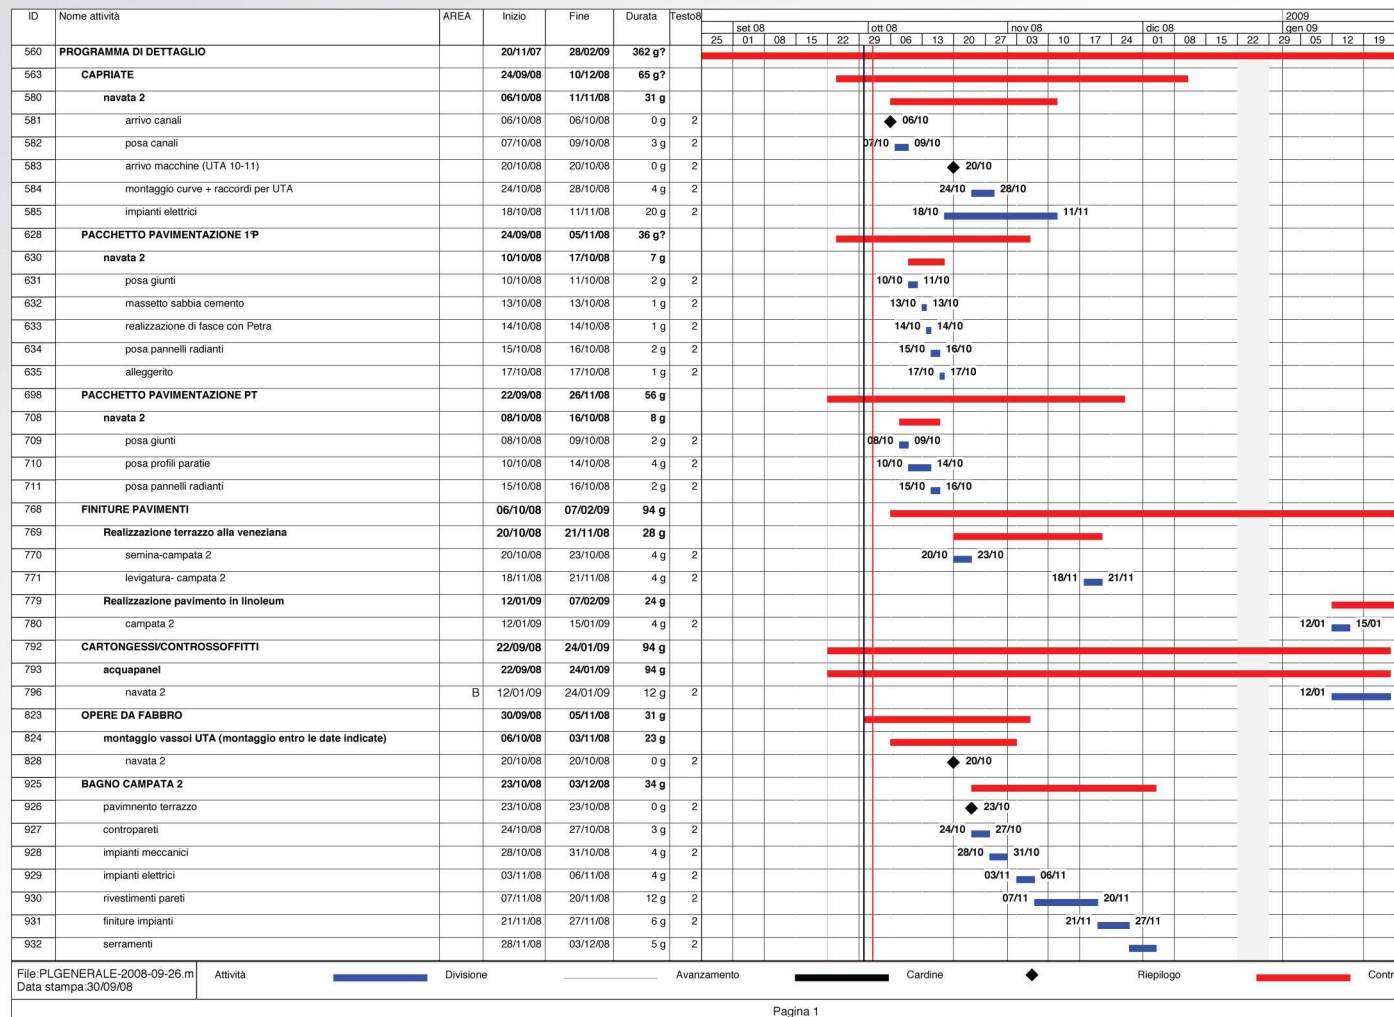 ID Nome attività AREA Inizio Fine Durata Testo8
2009
set 08 ott 08 nov 08 dic 08 gen 09
25 01 08 15 22 29 06 13 20 27 03 10 17 24 01 08 15 22 29 05 12 19
560 PROGRAMMA DI DETTAGLIO 20/11/07 28/02/09 362 g?
563 CAPRIATE 24/09/08 10/12/08 65 g?
580 navata 2 06/10/08 11/11/08 31 g
581 arrivo canali 06/10/08 06/10/08 0 g 2 06/10
582 posa canali 07/10/08 09/10/08 3 g 2 07/10 09/10
583 arrivo macchine (UTA 10-11) 20/10/08 20/10/08 0 g 2 20/10
584 montaggio curve + raccordi per UTA 24/10/08 28/10/08 4 g 2 24/10 28/10
585 impianti elettrici 18/10/08 11/11/08 20 g 2 18/10 11/11
628 PACCHETTO PAVIMENTAZIONE 1°P 24/09/08 05/11/08 36 g?
630 navata 2 10/10/08 17/10/08 7 g
631 posa giunti 10/10/08 11/10/08 2 g 2 10/10 11/10
632 massetto sabbia cemento 13/10/08 13/10/08 1 g 2 13/10 13/10
633 realizzazione di fasce con Petra 14/10/08 14/10/08 1 g 2 14/10 14/10
634 posa pannelli radianti 15/10/08 16/10/08 2 g 2 15/10 16/10
635 alleggerito 17/10/08 17/10/08 1 g 2 17/10 17/10
698 PACCHETTO PAVIMENTAZIONE PT 22/09/08 26/11/08 56 g
708 navata 2 08/10/08 16/10/08 8 g
709 posa giunti 08/10/08 09/10/08 2 g 2 08/10 09/10
710 posa profili paratie 10/10/08 14/10/08 4 g 2 10/10 14/10
711 posa pannelli radianti 15/10/08 16/10/08 2 g 2 15/10 16/10
768 FINITURE PAVIMENTI 06/10/08 07/02/09 94 g
769 Realizzazione terrazzo alla veneziana 20/10/08 21/11/08 28 g
770 semina-campata 2 20/10/08 23/10/08 4 g 2 20/10 23/10
771 levigatura- campata 2 18/11/08 21/11/08 4 g 2 18/11 21/11
779 Realizzazione pavimento in linoleum 12/01/09 07/02/09 24 g
780 campata 2 12/01/09 15/01/09 4 g 2 12/01 15/01
792 CARTONGESSI/CONTROSSOFFITTI 22/09/08 24/01/09 94 g
793 acquapanel 22/09/08 24/01/09 94 g
796 navata 2 B 12/01/09 24/01/09 12 g 2 12/01
823 OPERE DA FABBRO 30/09/08 05/11/08 31 g
824 montaggio vassoi UTA (montaggio entro le date indicate) 06/10/08 03/11/08 23 g
828 navata 2 20/10/08 20/10/08 0 g 2 20/10
925 BAGNO CAMPATA 2 23/10/08 03/12/08 34 g
926 pavimnento terrazzo 23/10/08 23/10/08 0 g 2 23/10
927 contropareti 24/10/08 27/10/08 3 g 2 24/10 27/10
928 impianti meccanici 28/10/08 31/10/08 4 g 2 28/10 31/10
929 impianti elettrici 03/11/08 06/11/08 4 g 2 03/11 06/11
930 rivestimenti pareti 07/11/08 20/11/08 12 g 2 07/11 20/11
931 finiture impianti 21/11/08 27/11/08 6 g 2 21/11 27/11
932 serramenti 28/11/08 03/12/08 5 g 2
File:PLGENERALE-2008-09-26.m Attività Divisione Avanzamento Cardine Riepilogo Contr
Data stampa:30/09/08
Pagina 1